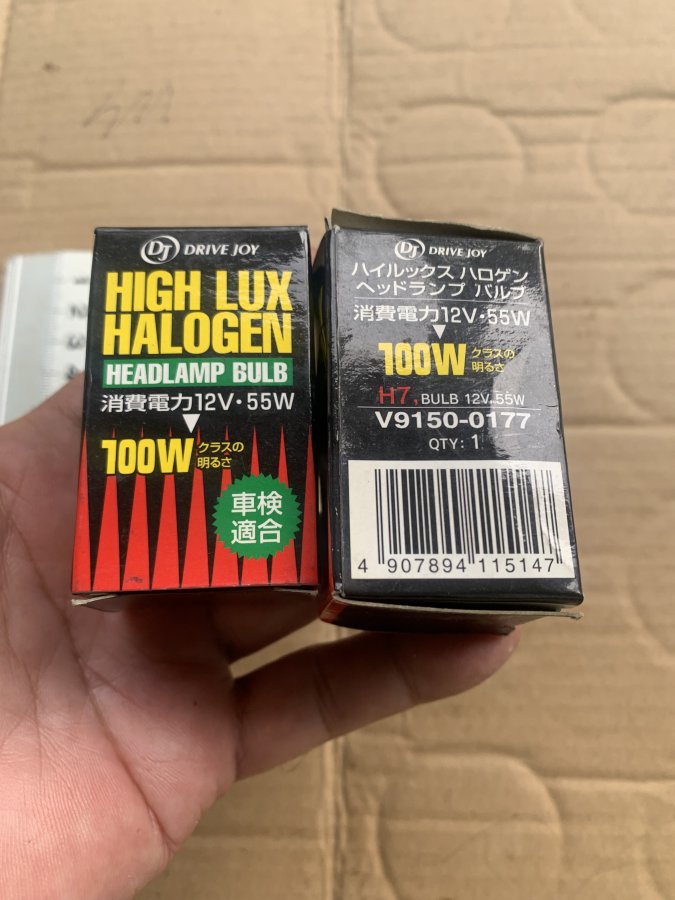 DJ DRIVE JOY
HIGH LUX
HALOGEN
HEADLAMP BULB
消費電力12V・55W
100W クラスの
明るさ
車検
適合
DJ DRIVE JOY
ハイルックス ハロゲン
ヘッドランプ バルブ
消費電力12V・55W
100W クラスの
明るさ
H7, BULB 12V 55W
V9150-0177
QTY: 1
4 907894 115147